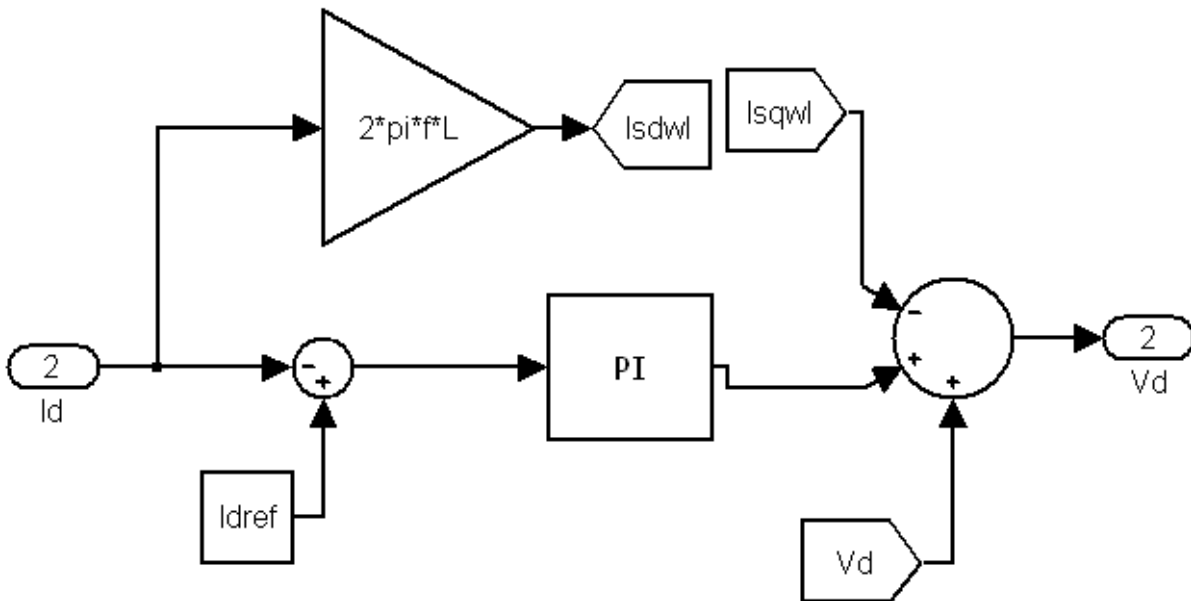 2*pi*f*L
Isdwl
Isqwl
-
2
Id
-
+
PI
+
+
2
Vd
Idref
Vd